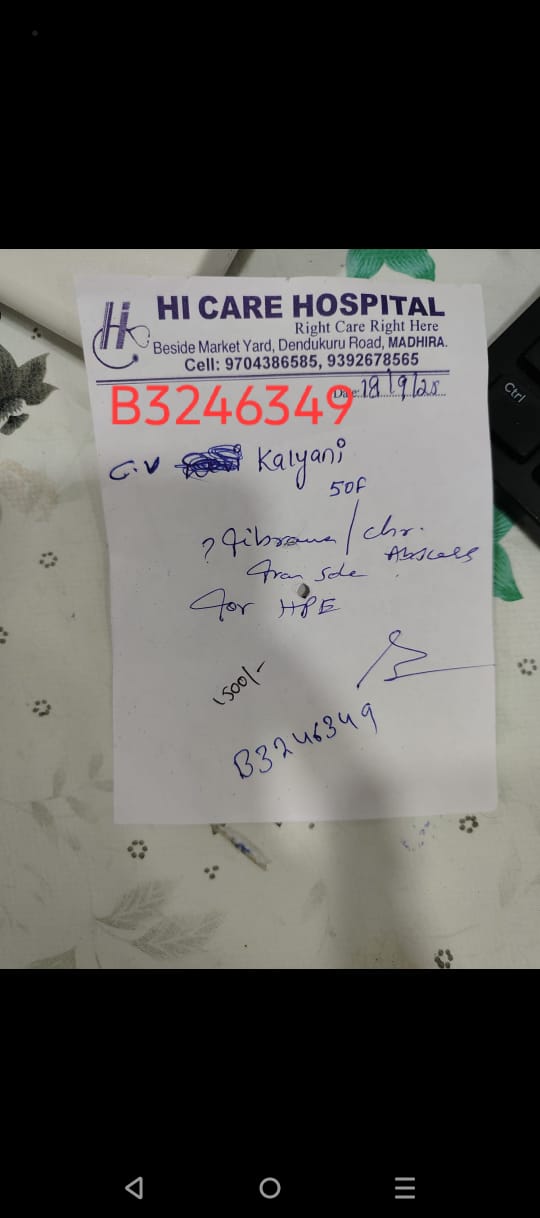 HI CARE HOSPITAL
Right Care Right Here
Beside Market Yard, Dendukuru Road, MADHIRA.
Cell: 9704386585, 9392678565
Date: 18/9/25
B3246349
C.V Kalyani
50F
? fibroma / chr. Abscess
from
for HPE
1500/-
B3246349
Ctrl